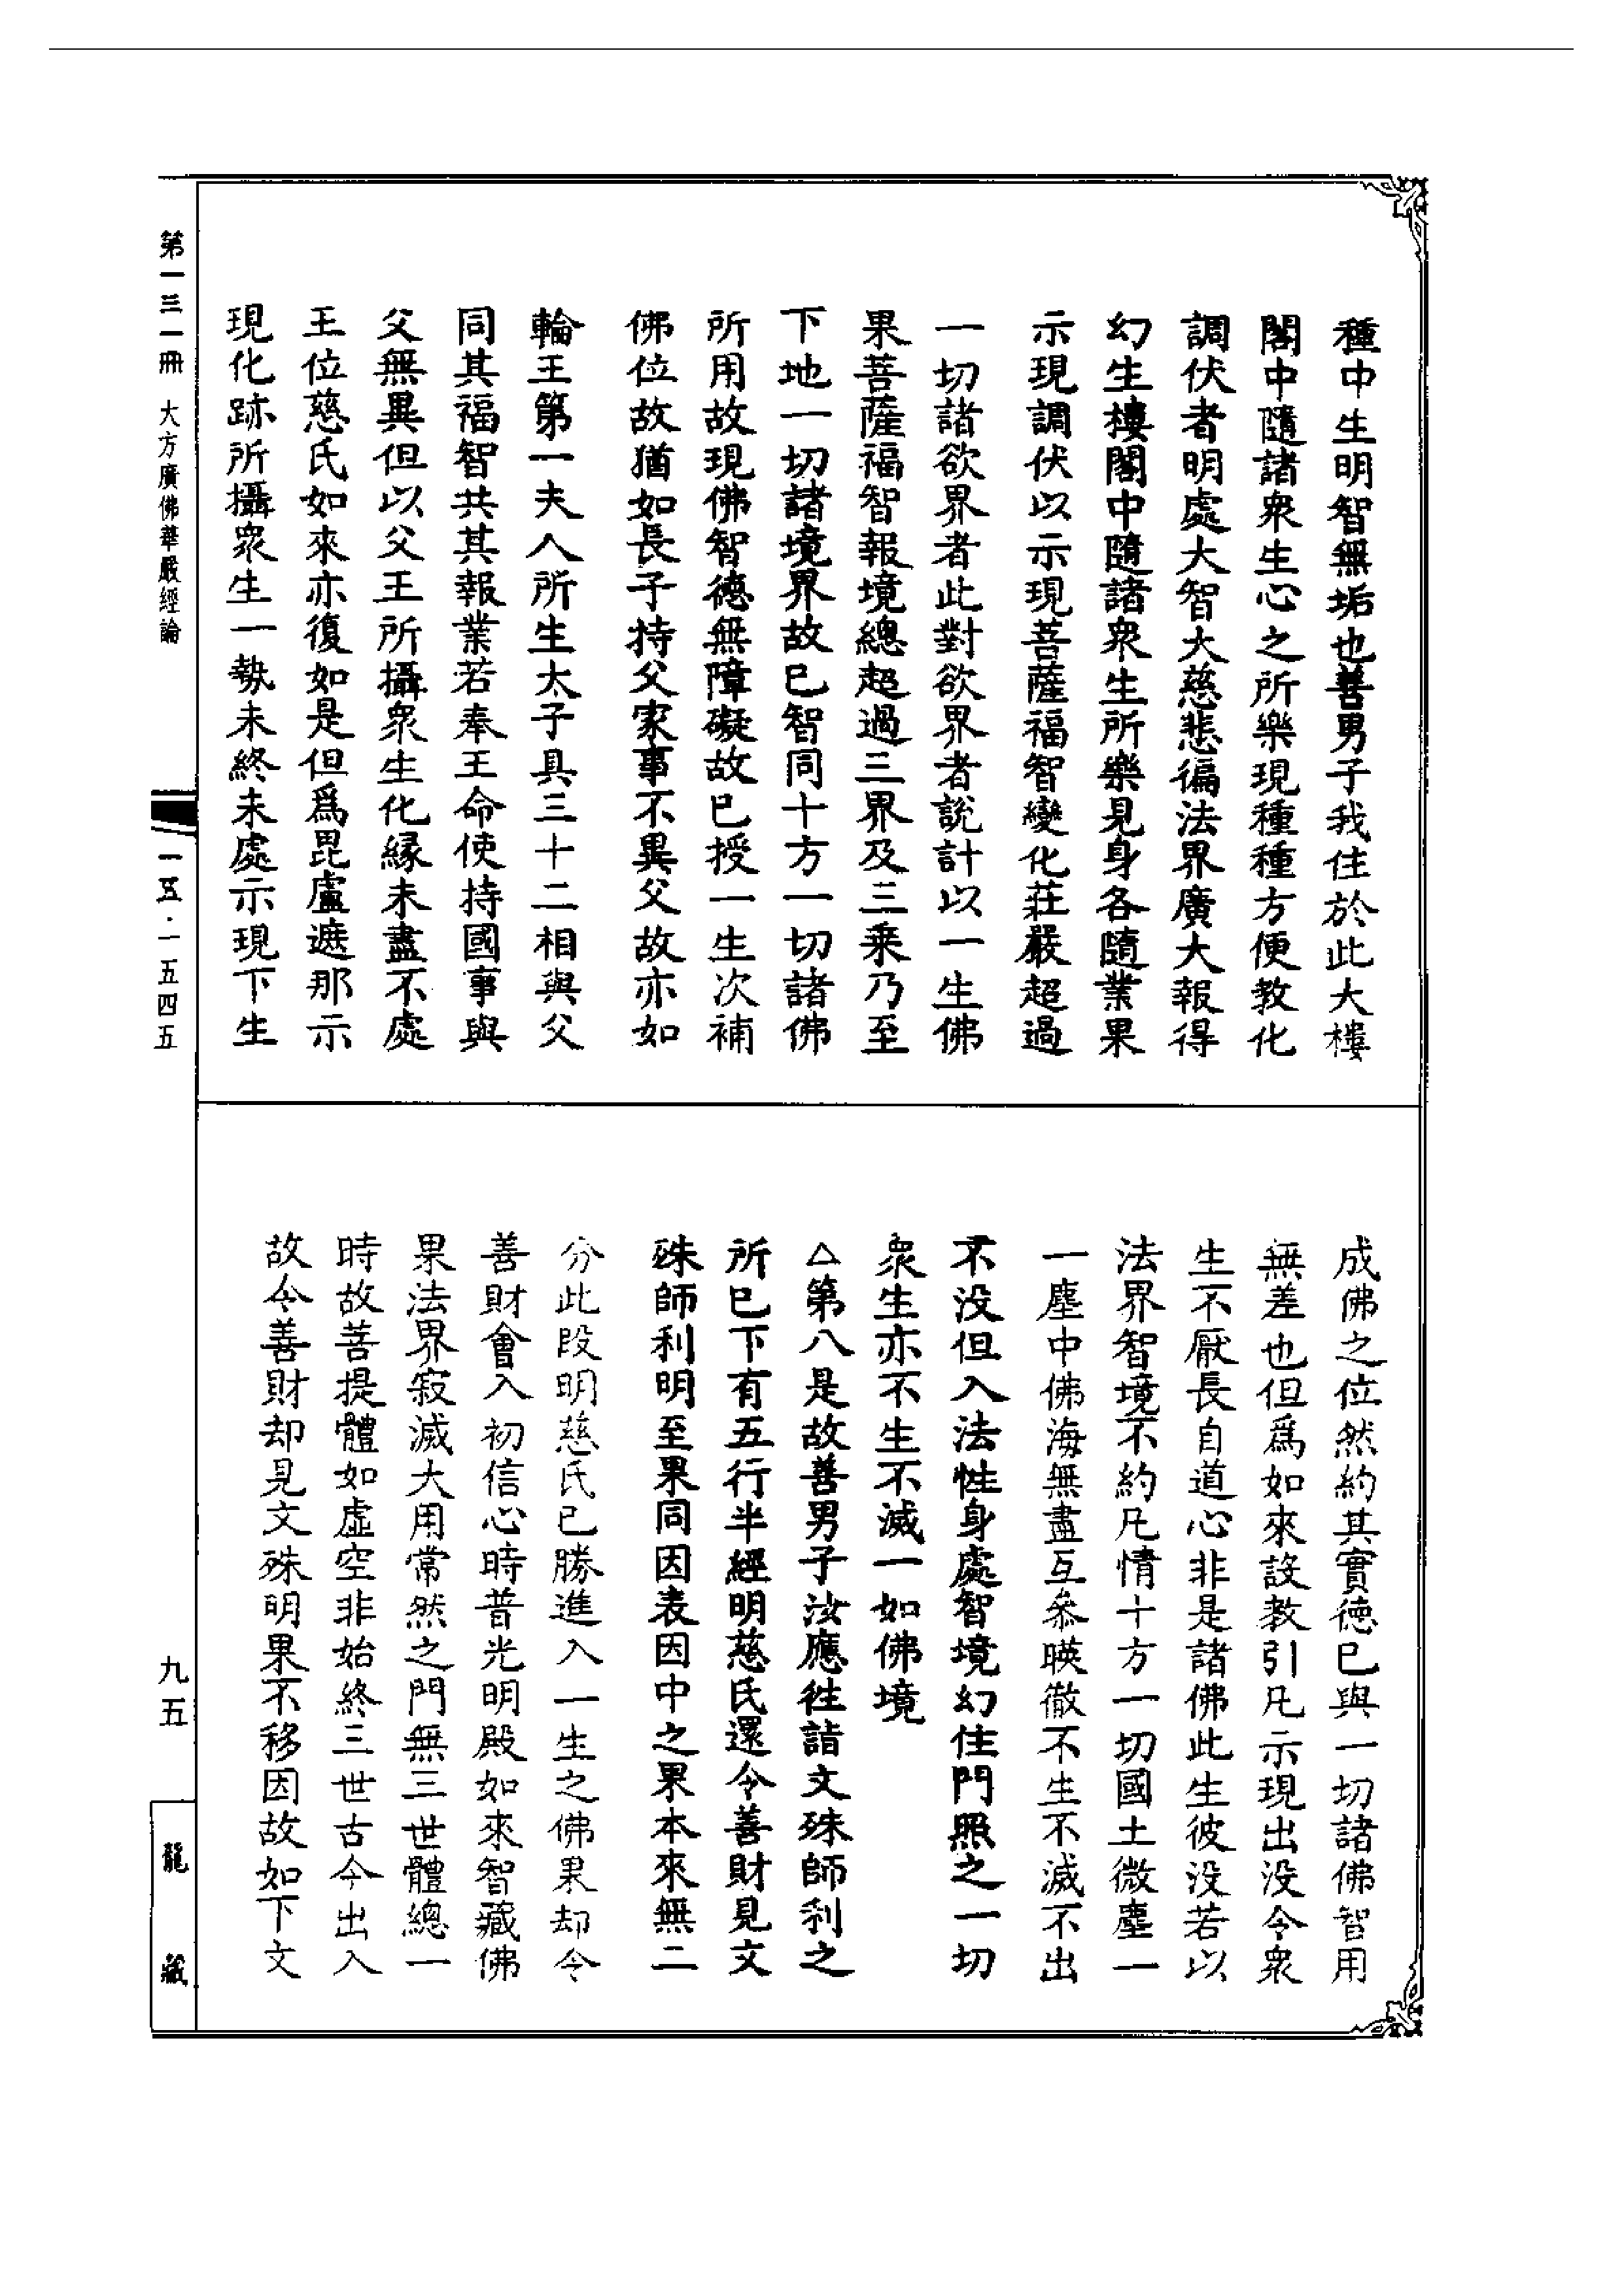 種中生明智無垢也善男子我住於此大樓
閣中隨諸衆生心之所樂現種種方便教化
調伏者明處大智大慈悲徧法界廣大報得
幻生樓閣中隨諸衆生所樂見身各隨業果
示現調伏以示現菩薩福智變化莊嚴超過
一切諸欲界者此對欲界者說計以一生佛
果菩薩福智報境總超過三界及三乗乃至
下地一切諸境界故已智同十方一切諸佛
所用故現佛智德無障礙故已授一生次補
佛位故猶如長子持父家事不異父故亦如
輪王第一夫人所生太子具三十二相與父
同其福智共其報業若奉王命使持國事與
父無異但以父王所攝衆生化緣未盡不處
王位慈氏如來亦復如是但爲毘盧遮那示
現化跡所攝衆生一埶未終未處示現下生
成佛之位然約其實德已與一切諸佛智用
無差也但爲如來設教引凡示現出没令衆
生不厭長自道心非是諸佛此生彼没若以
法界智境不約凡情十方一切國土微塵一
一塵中佛海無盡互叅暎徹不生不滅不出
不没但入法性身處智境幻住門照之一切
衆生亦不生不滅一如佛境
△第八是故善男子汝應徃詣文殊師利之
所已下有五行半經明慈氏還令善財見文
殊師利明至果同因表因中之果本來無二
分此段明慈氏已勝進入一生之佛果却令
善財會入初信心時普光明殿如來智藏佛
果法界寂滅大用常然之門無三世體總一
時故菩提體如虛空非始終三世古今出入
故令善財却見文殊明果不移因故如下文
第一三一冊 大方廣佛華嚴經論
一五五·一五四五
九五
龍藏